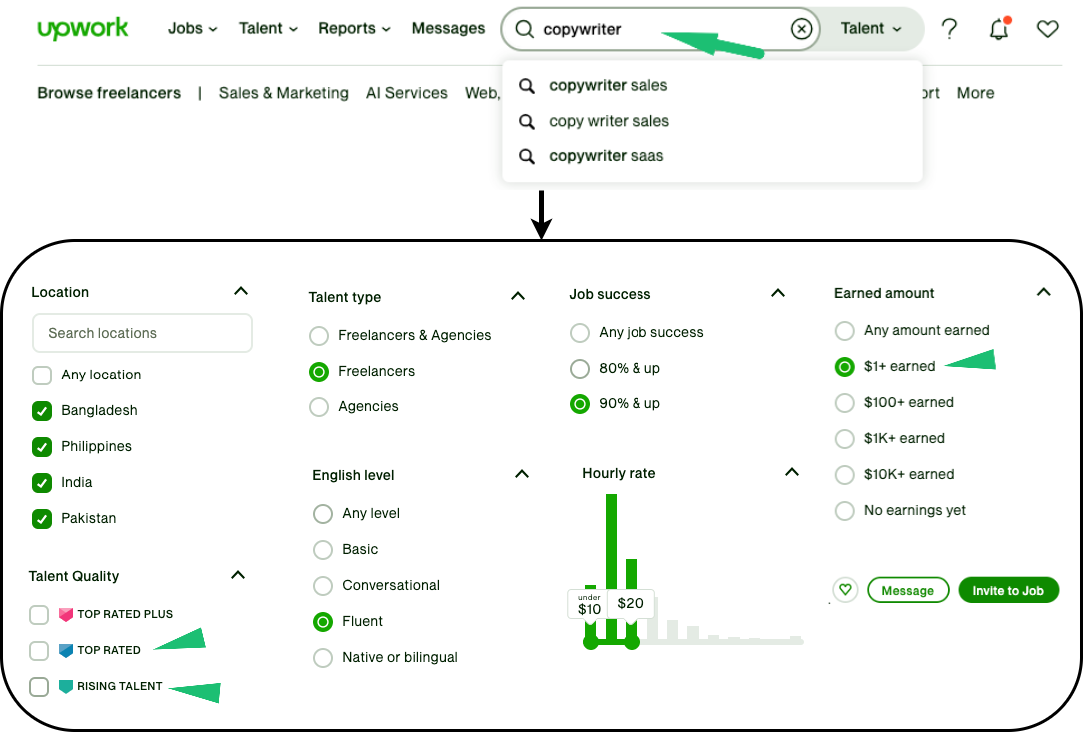 upwork
Jobs
Talent
Reports
Messages
copywriter
Talent
Browse freelancers | Sales & Marketing AI Services Web,
ort More
copywriter sales
copy writer sales
copywriter saas
Location
Search locations
Any location
Bangladesh
Philippines
India
Pakistan
Talent Quality
TOP RATED PLUS
TOP RATED
RISING TALENT
Talent type
Freelancers & Agencies
Freelancers
Agencies
English level
Any level
Basic
Conversational
Fluent
Native or bilingual
Job success
Any job success
80% & up
90% & up
Hourly rate
under
$10
$20
Earned amount
Any amount earned
$1+ earned
$100+ earned
$1K+ earned
$10K+ earned
No earnings yet
Message
Invite to Job